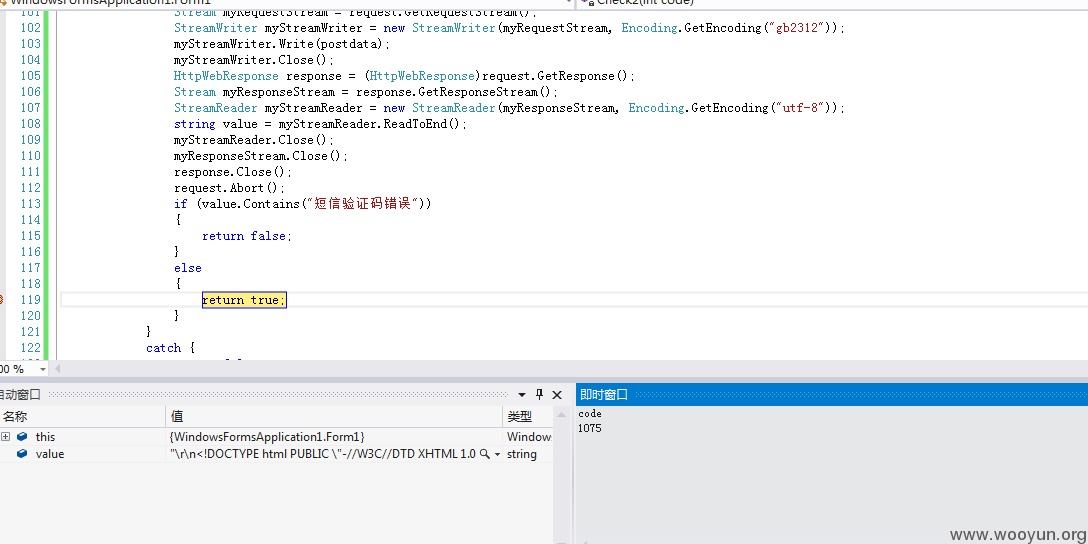 WindowsFormsApplication1.Form1
Check2(int code)
101 Stream myRequestStream = request.GetRequestStream();
102 StreamWriter myStreamWriter = new StreamWriter(myRequestStream, Encoding.GetEncoding("gb2312"));
103 myStreamWriter.Write(postdata);
104 myStreamWriter.Close();
105 HttpWebResponse response = (HttpWebResponse)request.GetResponse();
106 Stream myResponseStream = response.GetResponseStream();
107 StreamReader myStreamReader = new StreamReader(myResponseStream, Encoding.GetEncoding("utf-8"));
108 string value = myStreamReader.ReadToEnd();
109 myStreamReader.Close();
110 myResponseStream.Close();
111 response.Close();
112 request.Abort();
113 if (value.Contains("短信验证码错误"))
114 {
115 return false;
116 }
117 else
118 {
119 return true;
120 }
121 }
122 catch {
00 %
自动窗口
名称 值 类型
this {WindowsFormsApplication1.Form1} Windows
value "\r\n<!DOCTYPE html PUBLIC \"-//W3C//DTD XHTML 1.0 string
即时窗口
code
1075
www.wooyun.org